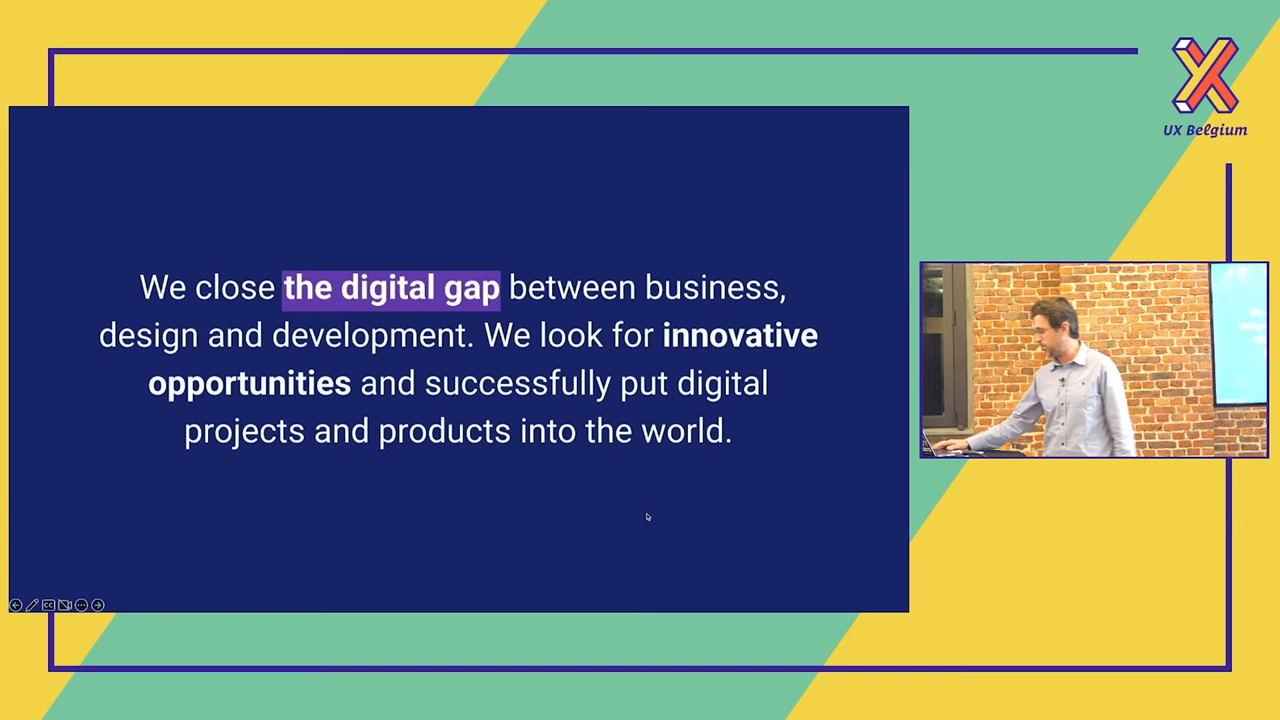 UX Belgium
We close the digital gap between business,
design and development. We look for innovative
opportunities and successfully put digital
projects and products into the world.